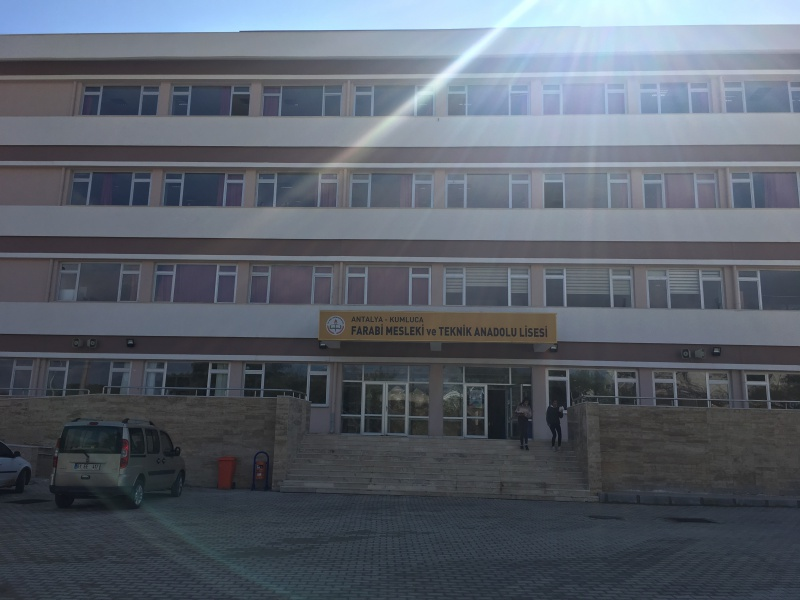 ANTALYA - KUMLUCA
FARABİ MESLEKİ ve TEKNİK ANADOLU LİSESİ